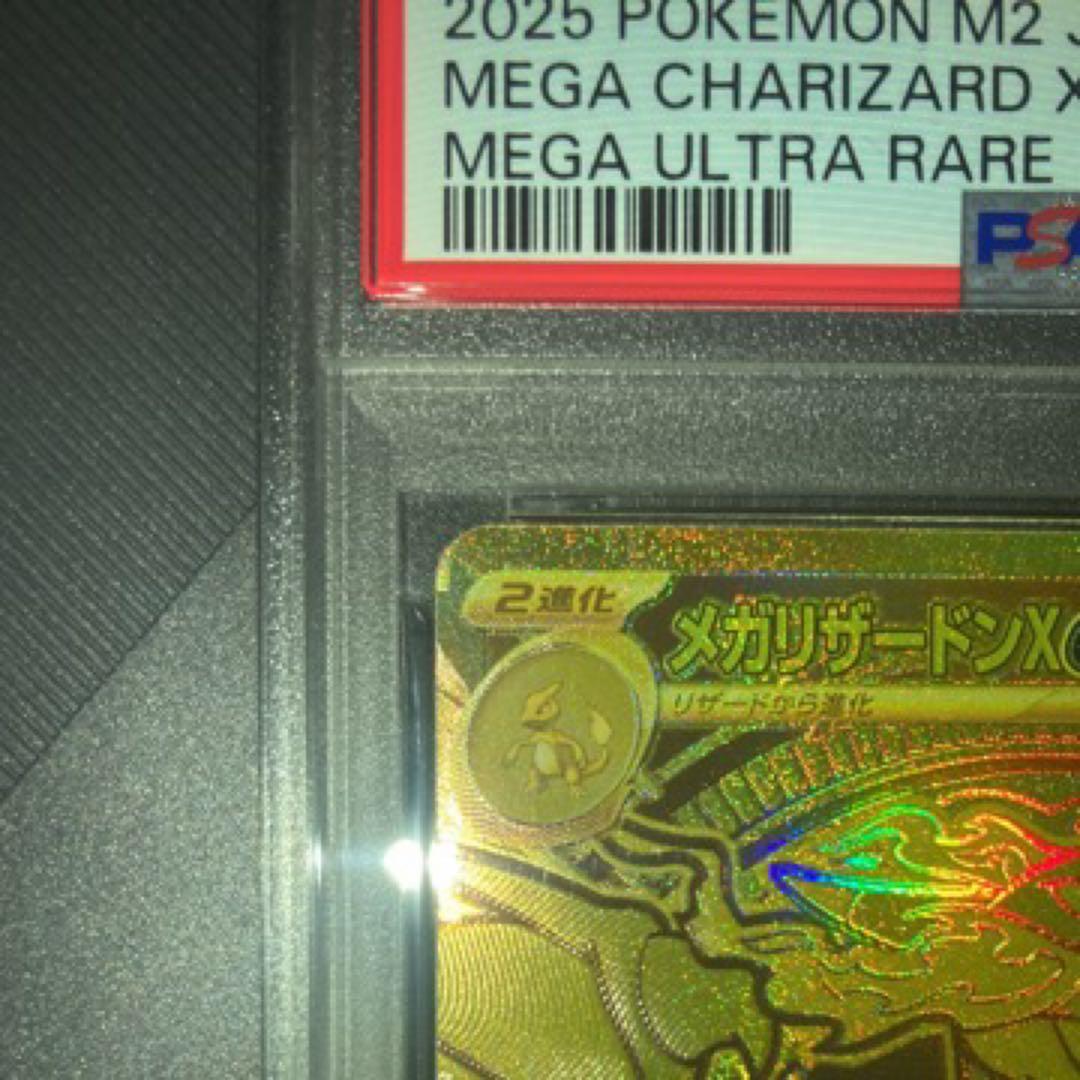 2025 POKEMON M2 J
MEGA CHARIZARD X
MEGA ULTRA RARE
PSA
2進化
メガリザードンX
リザードから進化